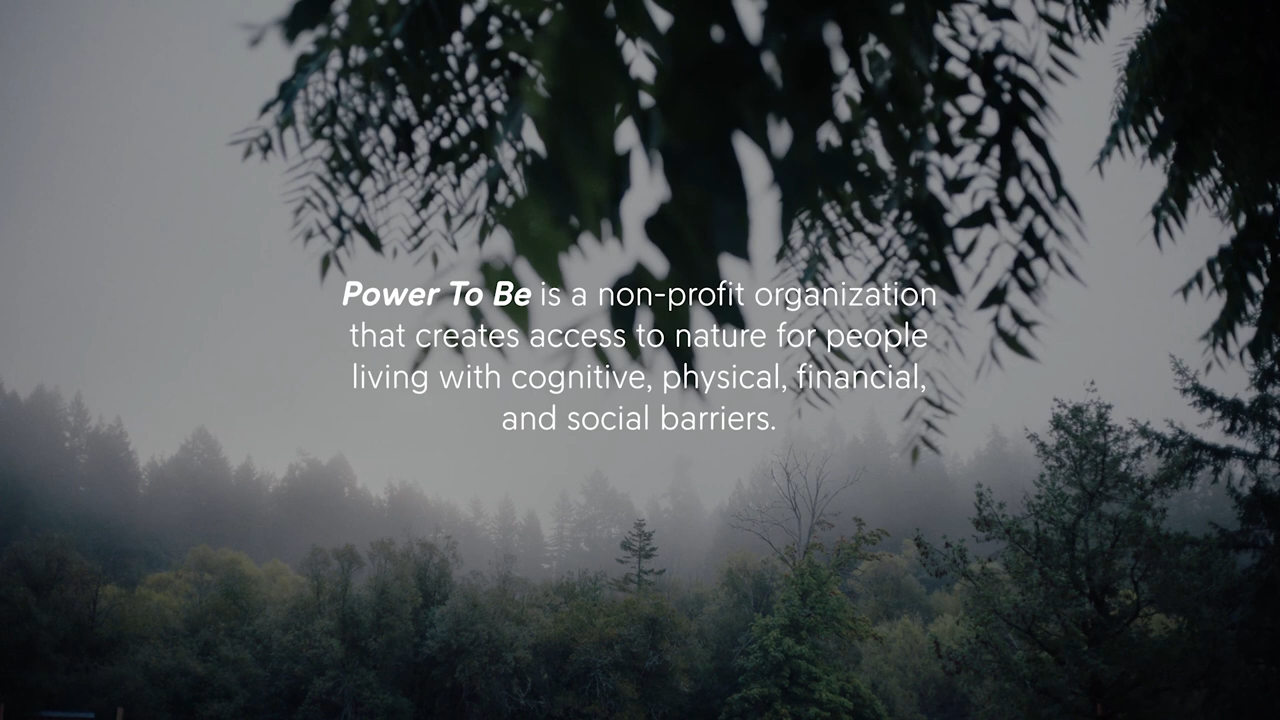 Power To Be is a non-profit organization
that creates access to nature for people
living with cognitive, physical, financial,
and social barriers.